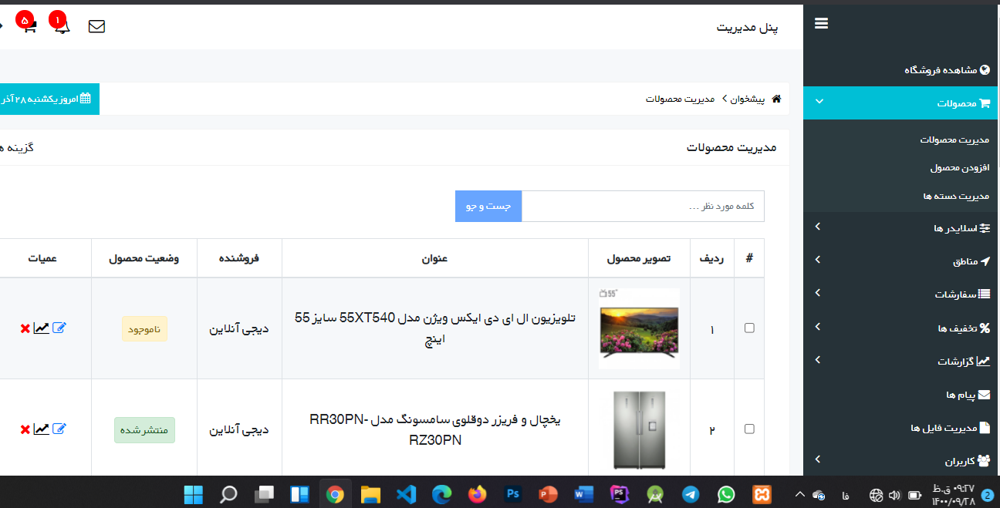 پنل مدیریت
۱
۵
مشاهده فروشگاه
محصولات
مدیریت محصولات
افزودن محصول
مدیریت دسته ها
اسلایدر ها
مناطق
سفارشات
تخفیف ها
گزارشات
پیام ها
مدیریت فایل ها
کاربران
پیشخوان
مدیریت محصولات
امروز یکشنبه ۲۸ آذر
مدیریت محصولات
گزینه ه
کلمه مورد نظر ...
جست و جو
# ردیف تصویر محصول عنوان فروشنده وضعیت محصول عمیات
55"
۱ تلویزیون ال ای دی ایکس ویژن مدل 55XT540 سایز 55 اینچ دیجی آنلاین ناموجود
۲ یخچال و فریزر دوقلوی سامسونگ مدل RR30PN-RZ30PN دیجی آنلاین منتشر شده
Ps
P
W
PS
فا
۰۹:۲۷ ق.ظ
۱۴۰۰/۰۹/۲۸
2